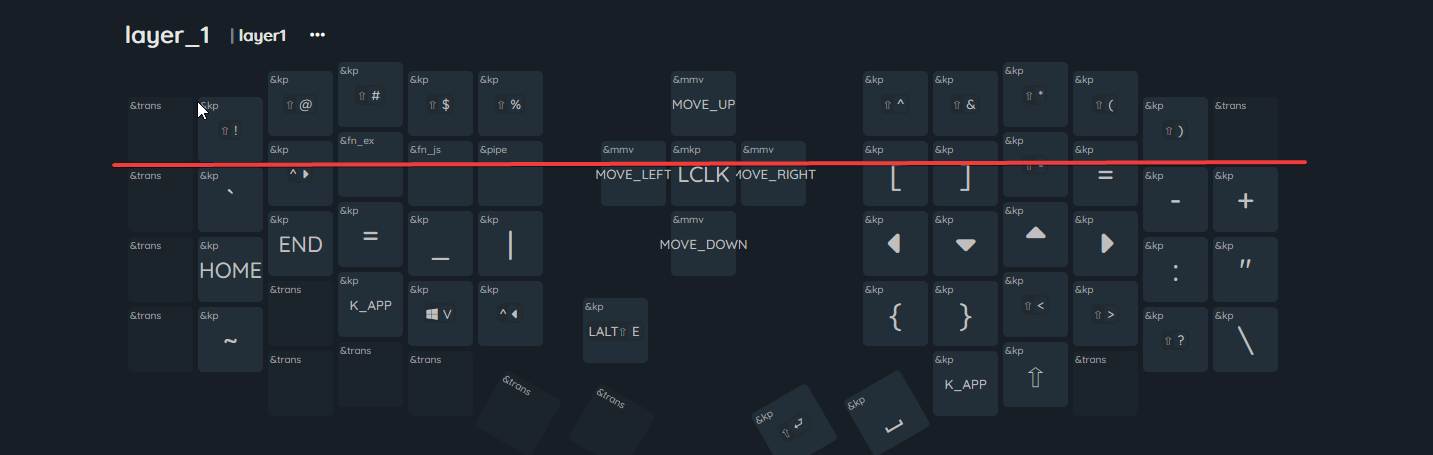 layer_1 | layer1 •••
&kp
&kp &kp &kp &mmv &kp &kp &kp &kp
⇧ @ ⇧ # ⇧ $ ⇧ % MOVE_UP ⇧ ^ ⇧ & ⇧ * ⇧ (
&trans &kp &kp &trans
⇧ ! ⇧ )
&kp &fn_ex &fn_js &pipe &mmv &mkp &mmv &kp &kp &kp &kp
^ MOVE_LEFT LCLK MOVE_RIGHT [ ] =
&trans &kp &kp &kp
` - +
&kp &kp &kp &kp &mmv &kp &kp &kp &kp
END = _ | MOVE_DOWN
&trans &kp &kp &kp
HOME : "
&trans &kp &kp &kp &kp &kp &kp &kp
K_APP V ^ { } ⇧ < ⇧ >
&kp
LALT⇧ E
&trans &kp &kp &kp
~ ⇧ ? \
&trans &trans &trans &kp &kp &trans
K_APP ⇧
&trans &trans &kp &kp
⇧